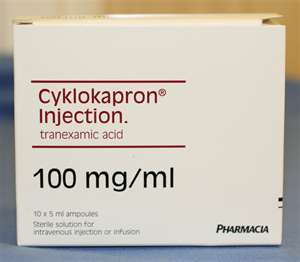 Cyklokapron®
Injection.
tranexamic acid
100 mg/ml
10 x 5 ml ampoules
Sterile solution for
intravenous injection or infusion
PHARMACIA